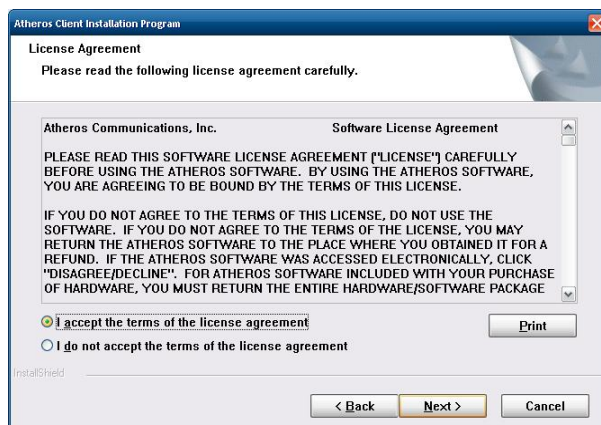 Atheros Client Installation Program
License Agreement
Please read the following license agreement carefully.
Atheros Communications, Inc. Software License Agreement
PLEASE READ THIS SOFTWARE LICENSE AGREEMENT ("LICENSE") CAREFULLY
BEFORE USING THE ATHEROS SOFTWARE. BY USING THE ATHEROS SOFTWARE,
YOU ARE AGREEING TO BE BOUND BY THE TERMS OF THIS LICENSE.
IF YOU DO NOT AGREE TO THE TERMS OF THIS LICENSE, DO NOT USE THE
SOFTWARE. IF YOU DO NOT AGREE TO THE TERMS OF THE LICENSE, YOU MAY
RETURN THE ATHEROS SOFTWARE TO THE PLACE WHERE YOU OBTAINED IT FOR A
REFUND. IF THE ATHEROS SOFTWARE WAS ACCESSED ELECTRONICALLY, CLICK
"DISAGREE/DECLINE". FOR ATHEROS SOFTWARE INCLUDED WITH YOUR PURCHASE
OF HARDWARE, YOU MUST RETURN THE ENTIRE HARDWARE/SOFTWARE PACKAGE
I accept the terms of the license agreement
Print
I do not accept the terms of the license agreement
InstallShield
< Back Next > Cancel